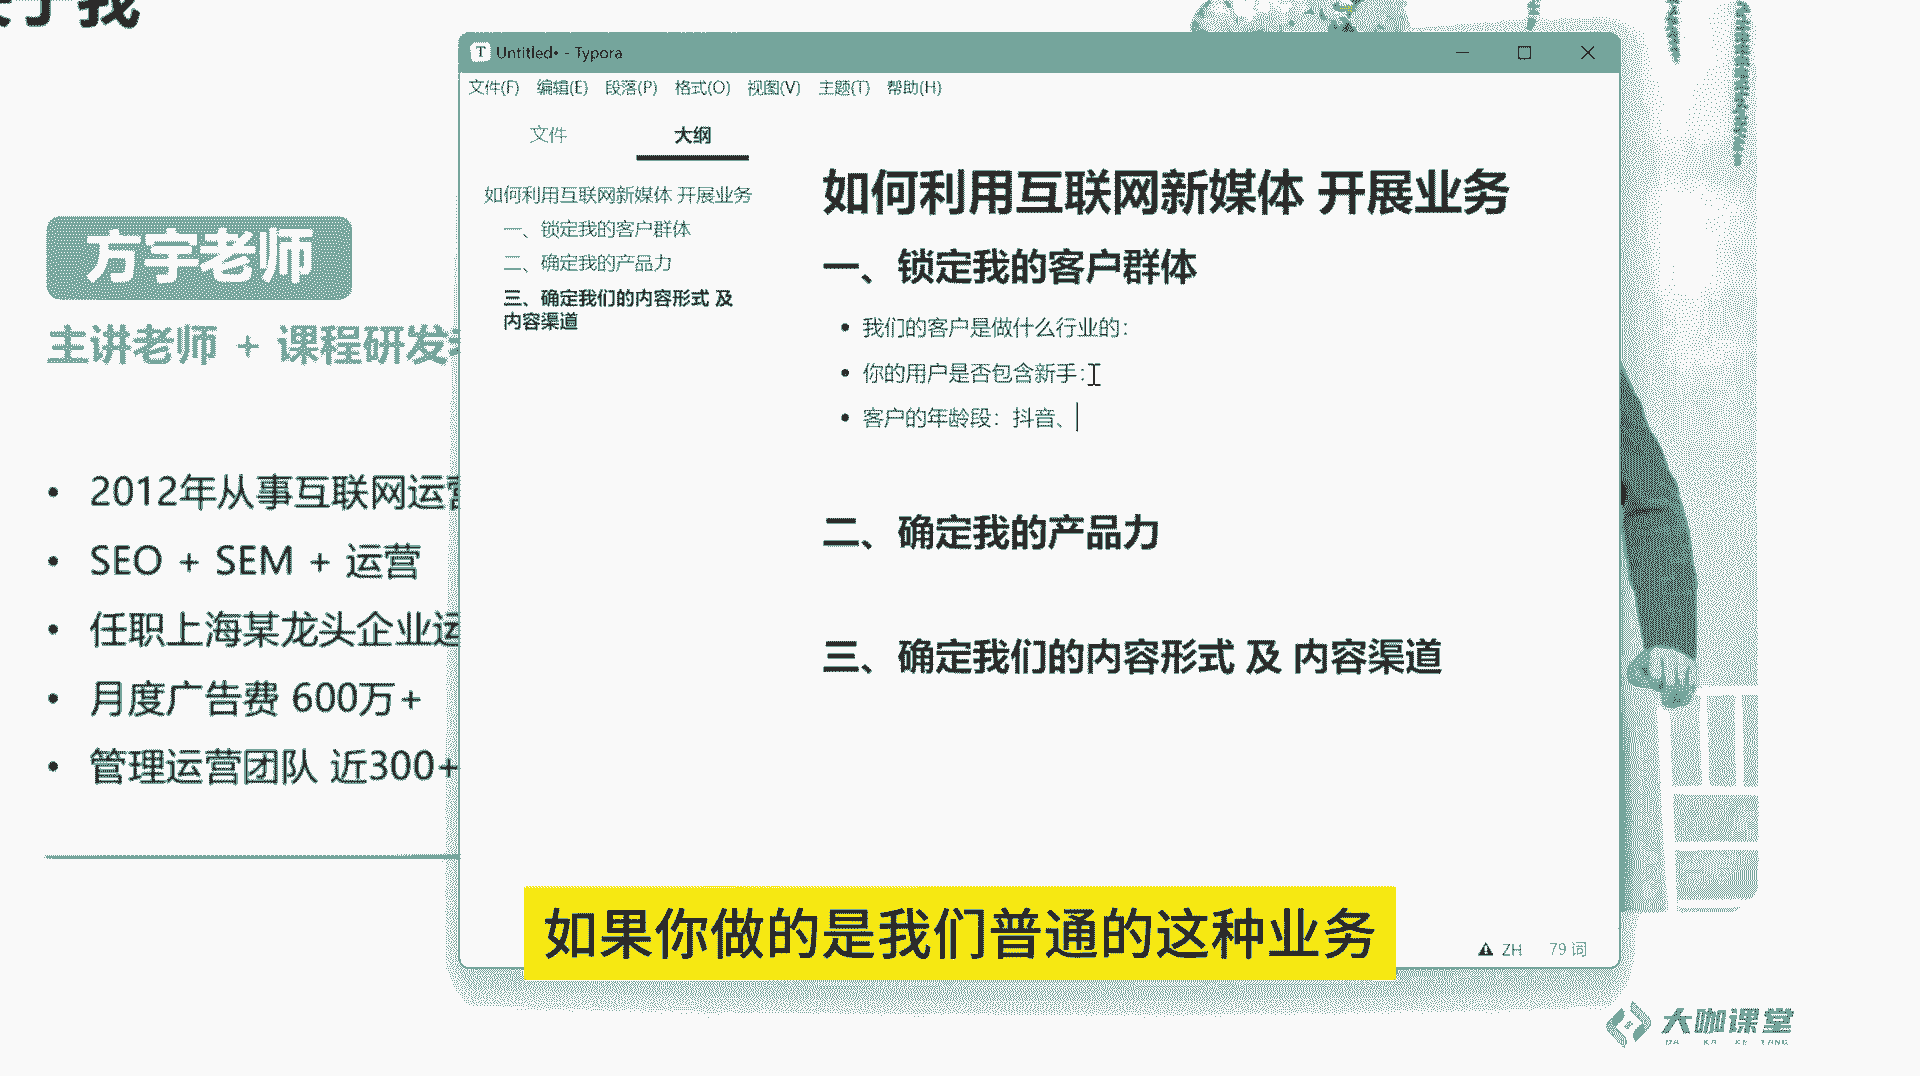 于我
方宇老师
主讲老师 + 课程研发
2012年从事互联网运营
SEO + SEM + 运营
任职上海某龙头企业运
月度广告费 600万+
管理运营团队 近300+
T Untitled• - Typora
文件(F) 编辑(E) 段落(P) 格式(O) 视图(V) 主题(T) 帮助(H)
文件 大纲
如何利用互联网新媒体 开展业务
一、锁定我的客户群体
二、确定我的产品力
三、确定我们的内容形式 及
内容渠道
如何利用互联网新媒体 开展业务
一、锁定我的客户群体
我们的客户是做什么行业的：
你的用户是否包含新手：
客户的年龄段：抖音、
二、确定我的产品力
三、确定我们的内容形式 及 内容渠道
如果你做的是我们普通的这种业务
ZH 79 词
大咖课堂
DA KA KE TANG